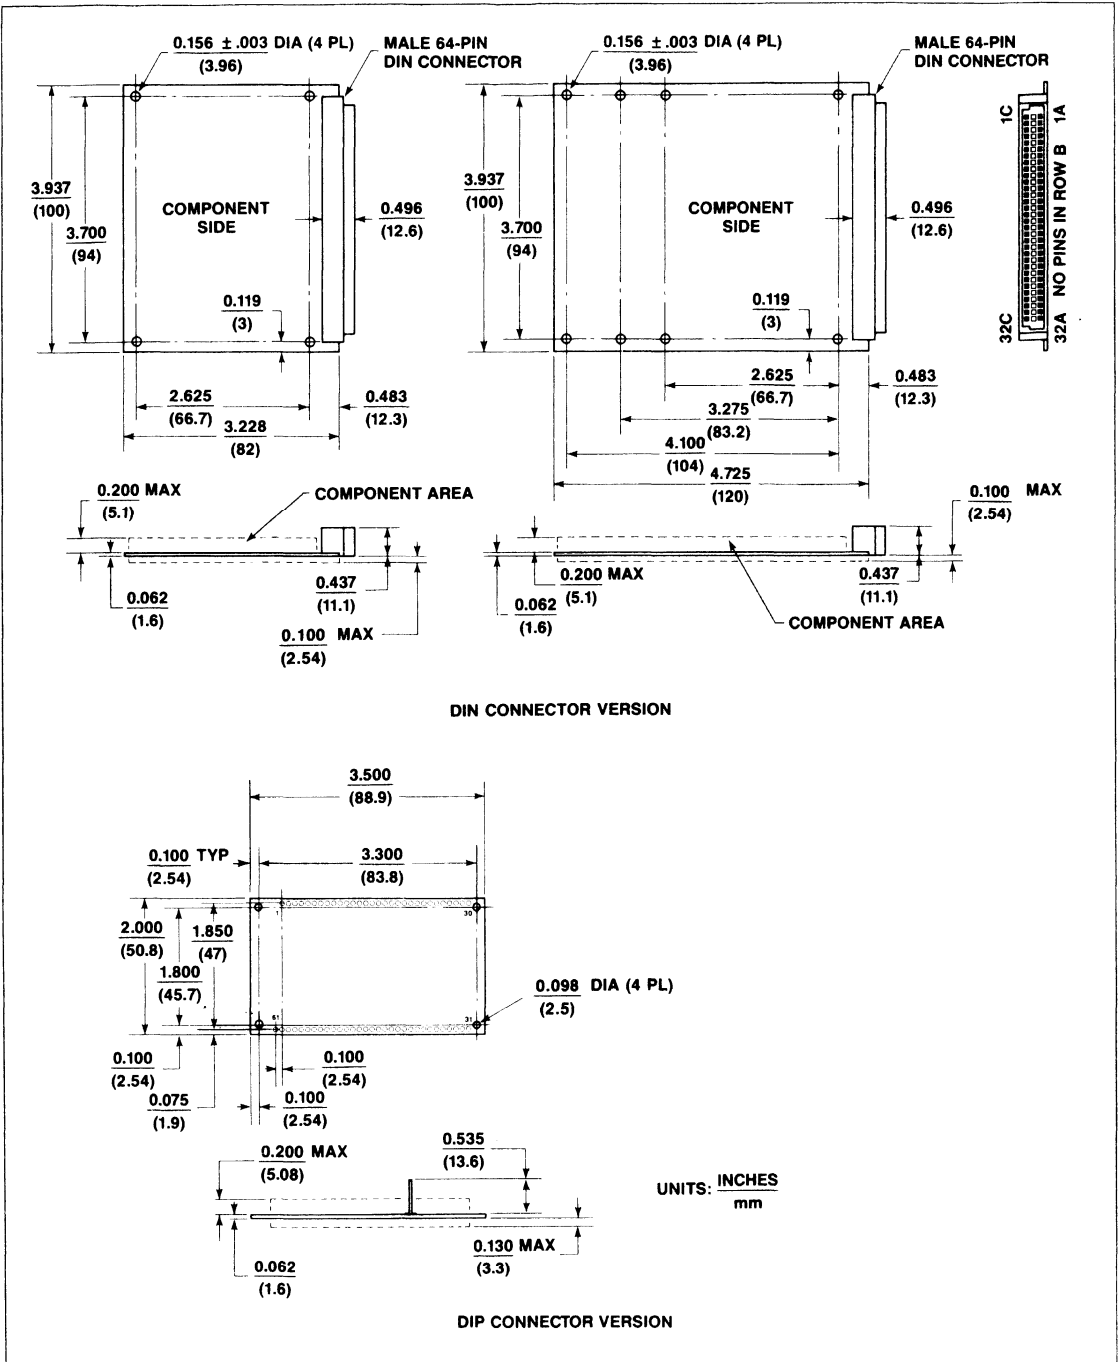 0.156 ± .003 DIA (4 PL)
(3.96)
MALE 64-PIN
DIN CONNECTOR
3.937
(100)
3.700
(94)
COMPONENT
SIDE
0.496
(12.6)
0.119
(3)
2.625
(66.7)
0.483
(12.3)
3.228
(82)
0.156 ± .003 DIA (4 PL)
(3.96)
MALE 64-PIN
DIN CONNECTOR
3.937
(100)
3.700
(94)
COMPONENT
SIDE
0.496
(12.6)
0.119
(3)
2.625
(66.7)
0.483
(12.3)
3.275
(83.2)
4.100
(104)
4.725
(120)
1C
1A
NO PINS IN ROW B
32C
32A
0.200 MAX
(5.1)
COMPONENT AREA
0.062
(1.6)
0.437
(11.1)
0.100 MAX
(2.54)
0.100 MAX
(2.54)
0.200 MAX
(5.1)
0.062
(1.6)
0.437
(11.1)
COMPONENT AREA
DIN CONNECTOR VERSION
3.500
(88.9)
0.100 TYP
(2.54)
3.300
(83.8)
1
30
2.000
(50.8)
1.850
(47)
1.800
(45.7)
0.098 DIA (4 PL)
(2.5)
61
31
0.100
(2.54)
0.100
(2.54)
0.075
(1.9)
0.100
(2.54)
0.200 MAX
(5.08)
0.535
(13.6)
UNITS: INCHES
mm
0.130 MAX
(3.3)
0.062
(1.6)
DIP CONNECTOR VERSION